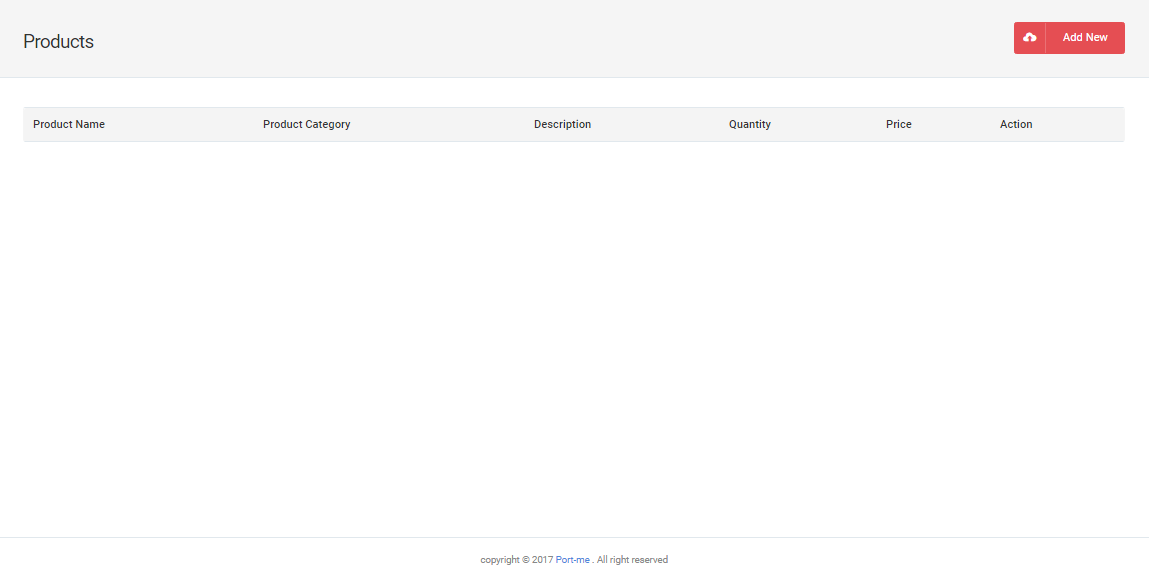 Products
Add New
Product Name Product Category Description Quantity Price Action
copyright © 2017 Port-me . All right reserved